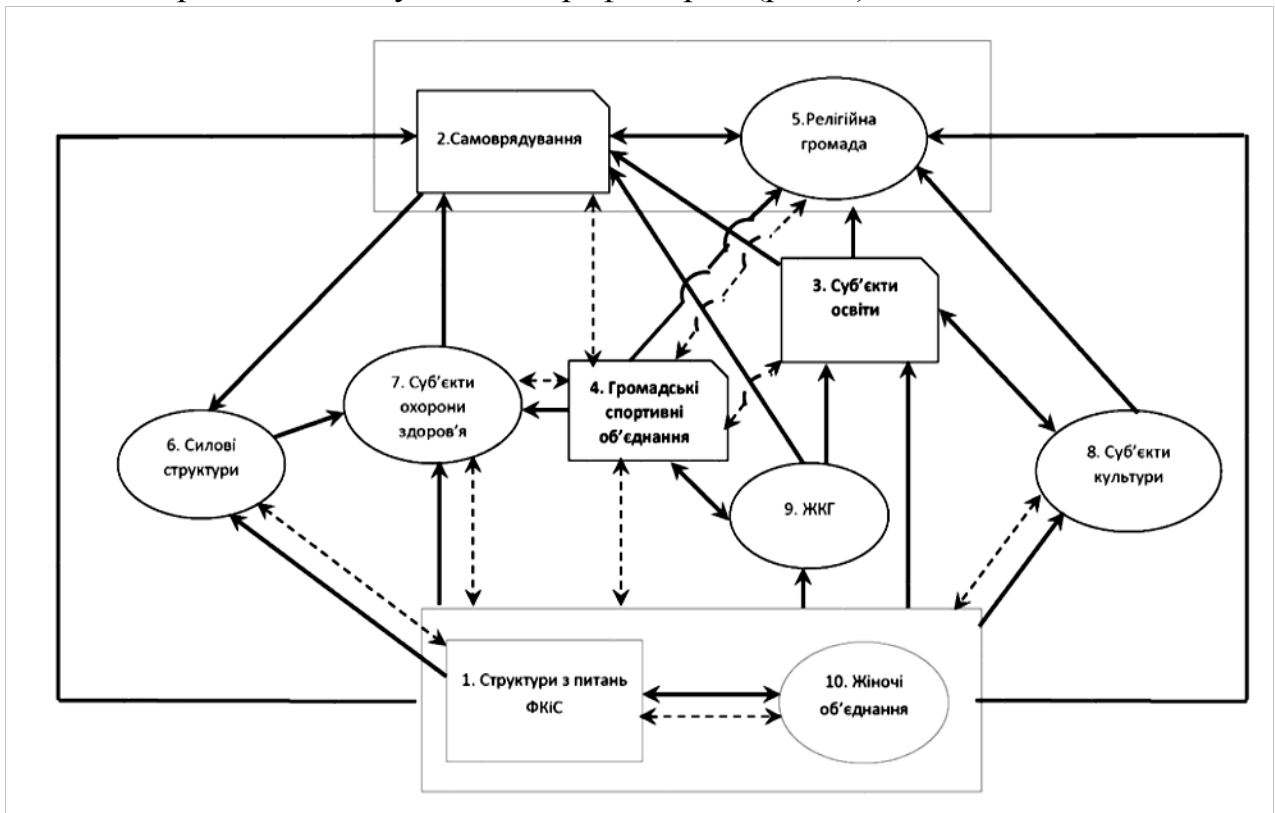 2.Самоврядування
5.Релігійна
громада
3. Суб’єкти
освіти
7. Суб’єкти
охорони
здоров’я
4. Громадські
спортивні
об’єднання
6. Силові
структури
8. Суб’єкти
культури
9. ЖКГ
1. Структури з питань
ФКіС
10. Жіночі
об’єднання